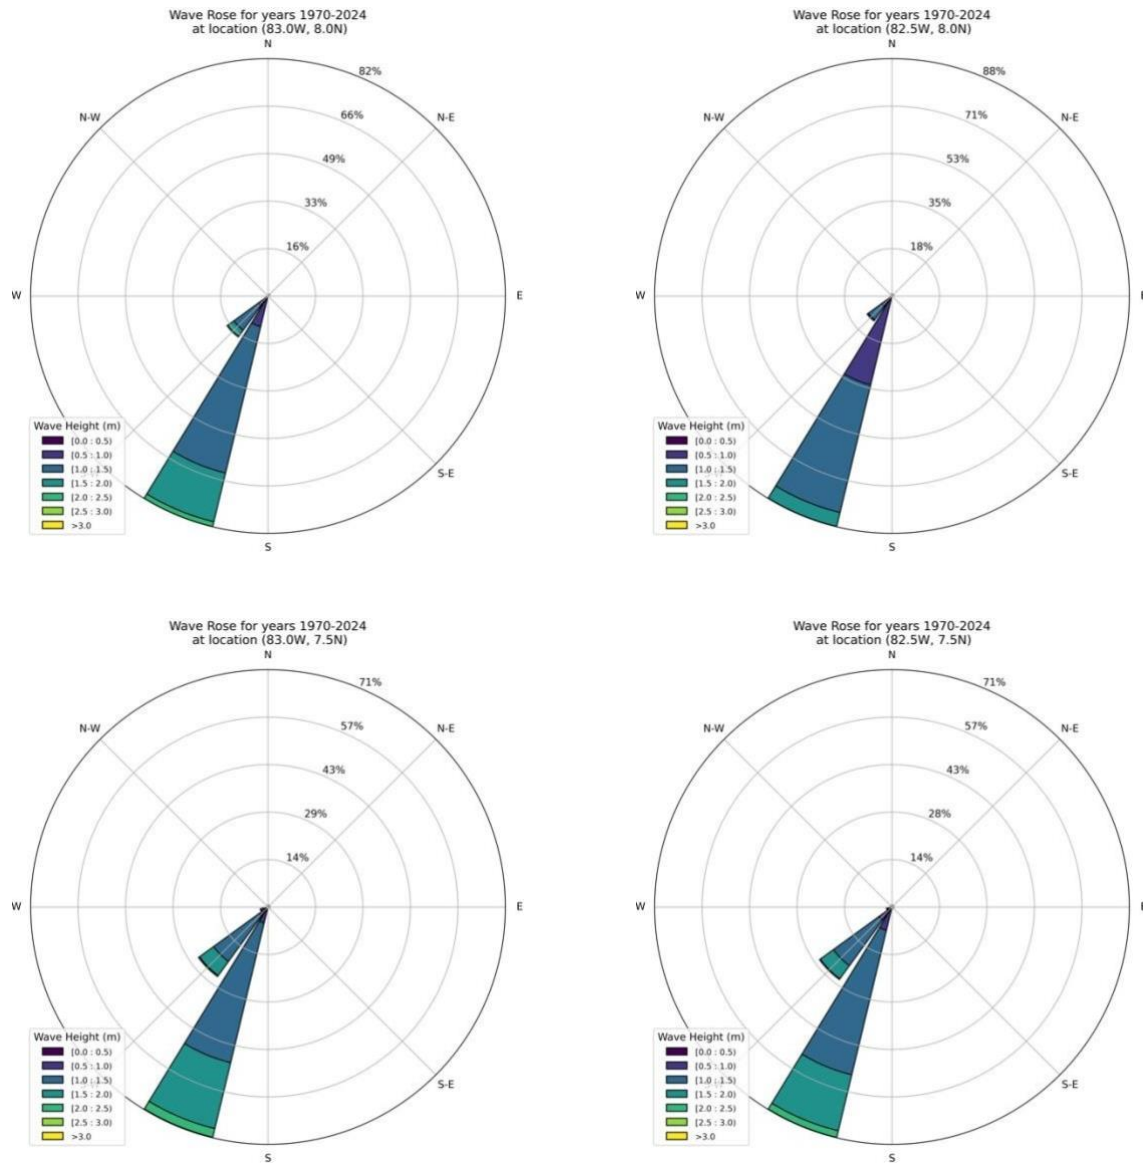 Wave Rose for years 1970-2024
at location (83.0W, 8.0N)
N
82%
66%
N-W
N-E
49%
33%
16%
W
E
Wave Height (m)
[0.0 : 0.5)
[0.5 : 1.0)
[1.0 : 1.5)
[1.5 : 2.0)
[2.0 : 2.5)
[2.5 : 3.0)
>3.0
S-E
S
Wave Rose for years 1970-2024
at location (82.5W, 8.0N)
N
88%
71%
N-W
N-E
53%
35%
18%
W
Wave Height (m)
[0.0 : 0.5)
[0.5 : 1.0)
[1.0 : 1.5)
[1.5 : 2.0)
[2.0 : 2.5)
[2.5 : 3.0)
>3.0
S-E
S
Wave Rose for years 1970-2024
at location (83.0W, 7.5N)
N
71%
57%
N-W
N-E
43%
29%
14%
W
E
Wave Height (m)
[0.0 : 0.5)
[0.5 : 1.0)
[1.0 : 1.5)
[1.5 : 2.0)
[2.0 : 2.5)
[2.5 : 3.0)
>3.0
S-E
S
Wave Rose for years 1970-2024
at location (82.5W, 7.5N)
N
71%
57%
N-W
N-E
43%
28%
14%
W
Wave Height (m)
[0.0 : 0.5)
[0.5 : 1.0)
[1.0 : 1.5)
[1.5 : 2.0)
[2.0 : 2.5)
[2.5 : 3.0)
>3.0
S-E
S